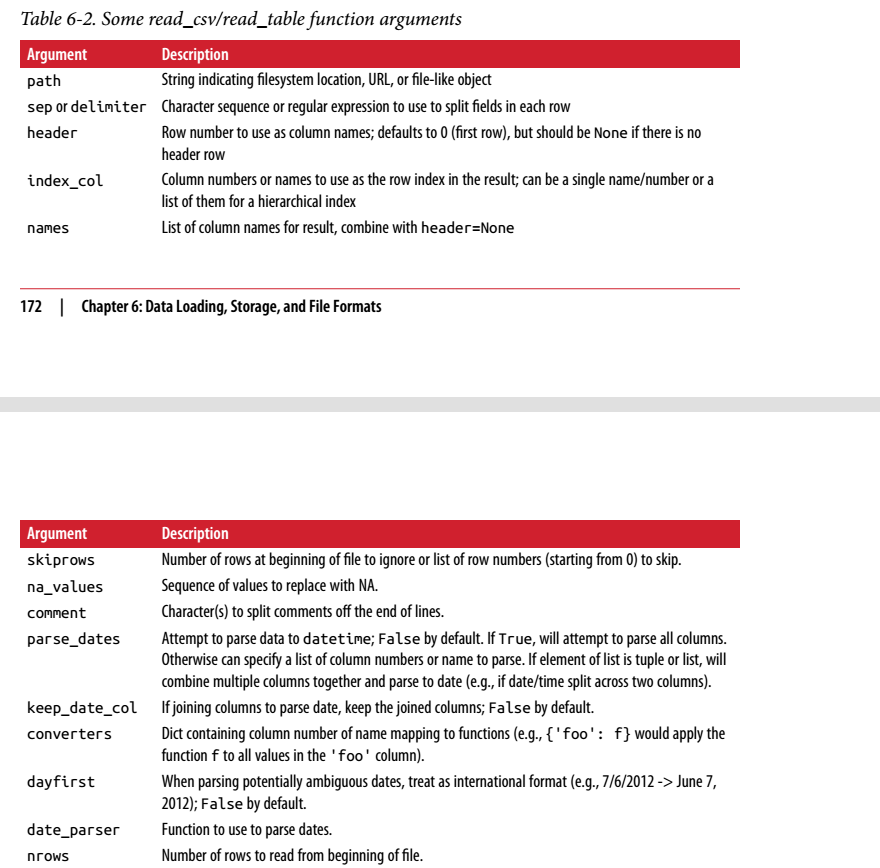 Table 6-2. Some read_csv/read_table function arguments
Argument Description
path String indicating filesystem location, URL, or file-like object
sep or delimiter Character sequence or regular expression to use to split fields in each row
header Row number to use as column names; defaults to 0 (first row), but should be None if there is no
header row
index_col Column numbers or names to use as the row index in the result; can be a single name/number or a
list of them for a hierarchical index
names List of column names for result, combine with header=None
172 | Chapter 6: Data Loading, Storage, and File Formats
Argument Description
skiprows Number of rows at beginning of file to ignore or list of row numbers (starting from 0) to skip.
na_values Sequence of values to replace with NA.
comment Character(s) to split comments off the end of lines.
parse_dates Attempt to parse data to datetime; False by default. If True, will attempt to parse all columns.
Otherwise can specify a list of column numbers or name to parse. If element of list is tuple or list, will
combine multiple columns together and parse to date (e.g., if date/time split across two columns).
keep_date_col If joining columns to parse date, keep the joined columns; False by default.
converters Dict containing column number of name mapping to functions (e.g., {'foo': f} would apply the
function f to all values in the 'foo' column).
dayfirst When parsing potentially ambiguous dates, treat as international format (e.g., 7/6/2012 -> June 7,
2012); False by default.
date_parser Function to use to parse dates.
nrows Number of rows to read from beginning of file.